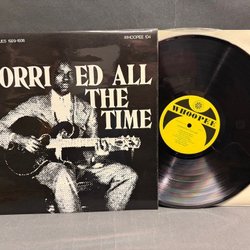 UES 1929-1936 WHOOPEE 104
ORRIED ALL
THE
TIME
WHOOPEE